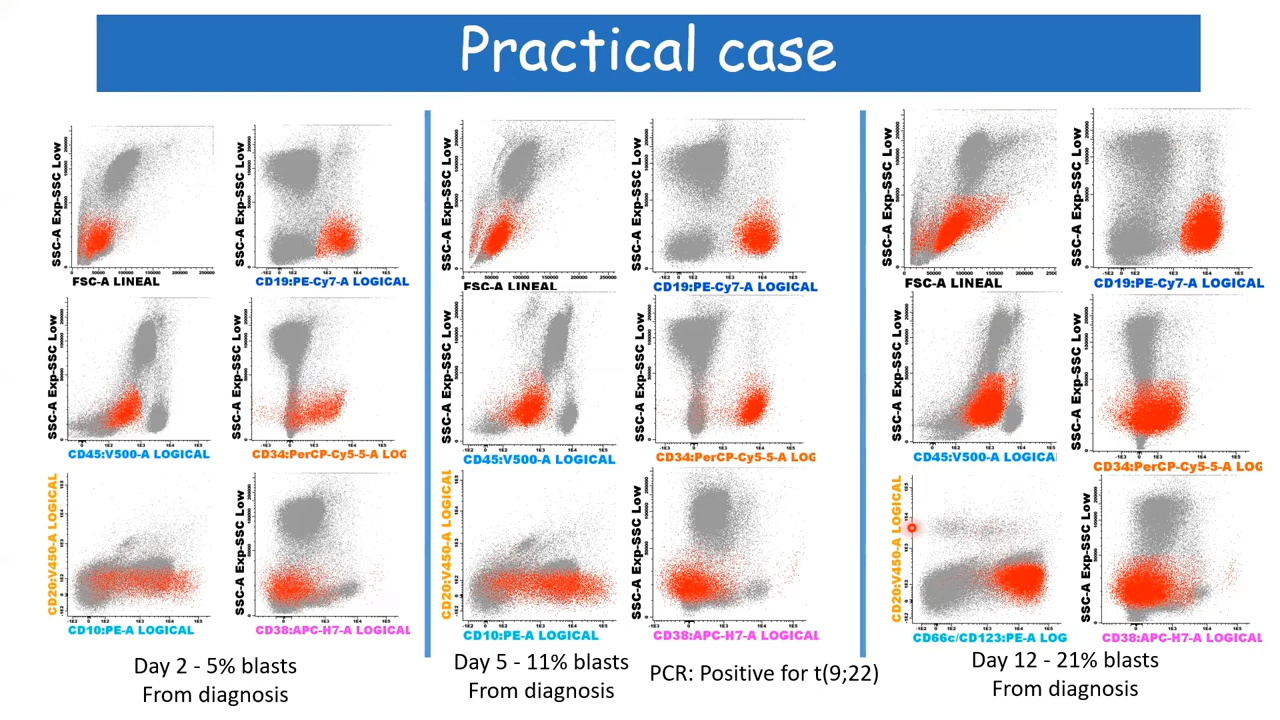 Practical case
SSC-A Exp-SSC Low
FSC-A LINEAL
SSC-A Exp-SSC Low
CD19:PE-Cy7-A LOGICAL
SSC-A Exp-SSC Low
CD45:V500-A LOGICAL
SSC-A Exp-SSC Low
CD34:PerCP-Cy5-5-A LOG
CD20:V450-A LOGICAL
CD10:PE-A LOGICAL
SSC-A Exp-SSC Low
CD38:APC-H7-A LOGICAL
Day 2 - 5% blasts
From diagnosis
SSC-A Exp-SSC Low
FSC-A LINEAL
SSC-A Exp-SSC Low
CD19:PE-Cy7-A LOGICAL
SSC-A Exp-SSC Low
CD45:V500-A LOGICAL
SSC-A Exp-SSC Low
CD34:PerCP-Cy5-5-A LOG
CD20:V450-A LOGICAL
CD10:PE-A LOGICAL
SSC-A Exp-SSC Low
CD38:APC-H7-A LOGICAL
Day 5 - 11% blasts
From diagnosis
PCR: Positive for t(9;22)
SSC-A Exp-SSC Low
FSC-A LINEAL
SSC-A Exp-SSC Low
CD19:PE-Cy7-A LOGICAL
SSC-A Exp-SSC Low
CD45:V500-A LOGICAL
SSC-A Exp-SSC Low
CD34:PerCP-Cy5-5-A LOG
CD20:V450-A LOGICAL
CD66c/CD123:PE-A LOG
SSC-A Exp-SSC Low
CD38:APC-H7-A LOGICAL
Day 12 - 21% blasts
From diagnosis